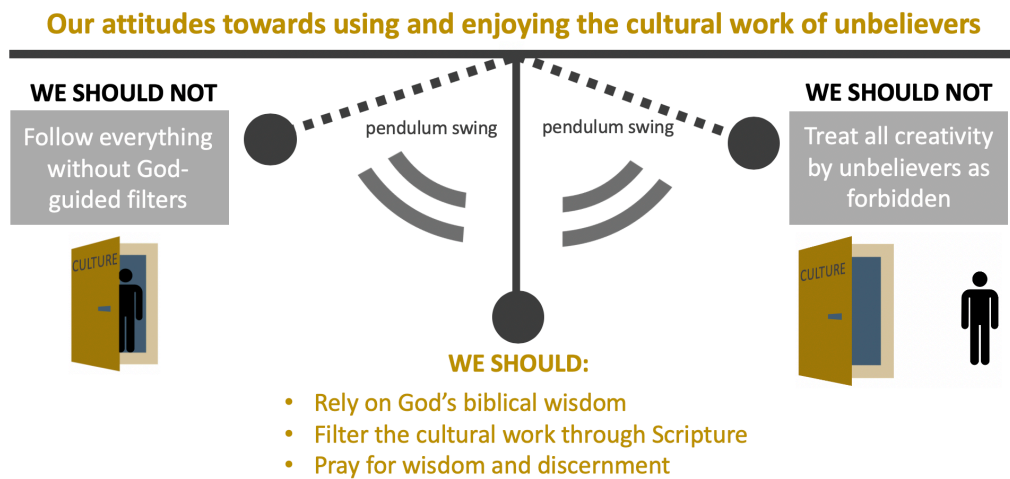 Our attitudes towards using and enjoying the cultural work of unbelievers
WE SHOULD NOT
Follow everything
without God-
guided filters
CULTURE
pendulum swing
pendulum swing
WE SHOULD NOT
Treat all creativity
by unbelievers as
forbidden
CULTURE
WE SHOULD:
• Rely on God's biblical wisdom
• Filter the cultural work through Scripture
• Pray for wisdom and discernment